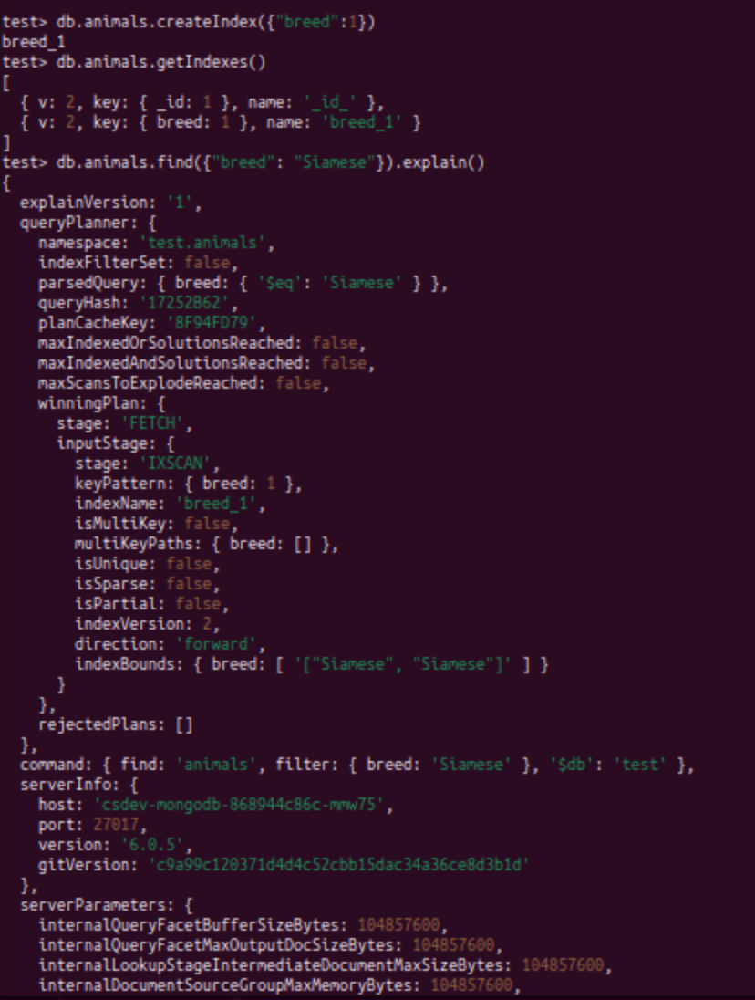 test> db.animals.createIndex({"breed":1})
breed_1
test> db.animals.getIndexes()
[
  { v: 2, key: { _id: 1 }, name: '_id_' },
  { v: 2, key: { breed: 1 }, name: 'breed_1' }
]
test> db.animals.find({"breed": "Siamese"}).explain()
{
  explainVersion: '1',
  queryPlanner: {
    namespace: 'test.animals',
    indexFilterSet: false,
    parsedQuery: { breed: { '$eq': 'Siamese' } },
    queryHash: '17252B62',
    planCacheKey: '8F94FD79',
    maxIndexedOrSolutionsReached: false,
    maxIndexedAndSolutionsReached: false,
    maxScansToExplodeReached: false,
    winningPlan: {
      stage: 'FETCH',
      inputStage: {
        stage: 'IXSCAN',
        keyPattern: { breed: 1 },
        indexName: 'breed_1',
        isMultiKey: false,
        multiKeyPaths: { breed: [] },
        isUnique: false,
        isSparse: false,
        isPartial: false,
        indexVersion: 2,
        direction: 'forward',
        indexBounds: { breed: [ '["Siamese", "Siamese"]' ] }
      }
    },
    rejectedPlans: []
  },
  command: { find: 'animals', filter: { breed: 'Siamese' }, '$db': 'test' },
  serverInfo: {
    host: 'csdev-mongodb-868944c86c-mmw75',
    port: 27017,
    version: '6.0.5',
    gitVersion: 'c9a99c120371d4d4c52cbb15dac34a36ce8d3b1d'
  },
  serverParameters: {
    internalQueryFacetBufferSizeBytes: 104857600,
    internalQueryFacetMaxOutputDocSizeBytes: 104857600,
    internalLookupStageIntermediateDocumentMaxSizeBytes: 104857600,
    internalDocumentSourceGroupMaxMemoryBytes: 104857600,